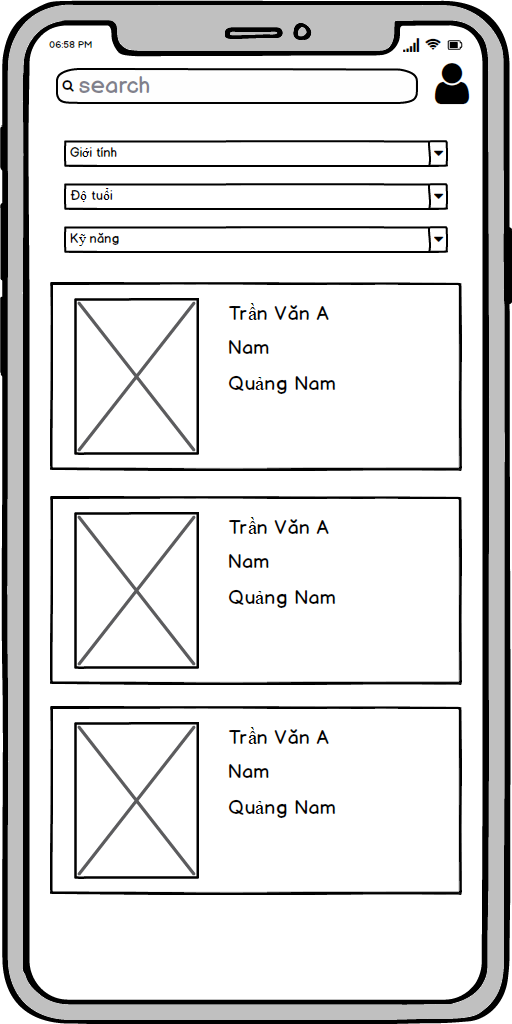 06:58 PM
search
Giới tính
Độ tuổi
Kỹ năng
Trần Văn A
Nam
Quảng Nam
Trần Văn A
Nam
Quảng Nam
Trần Văn A
Nam
Quảng Nam